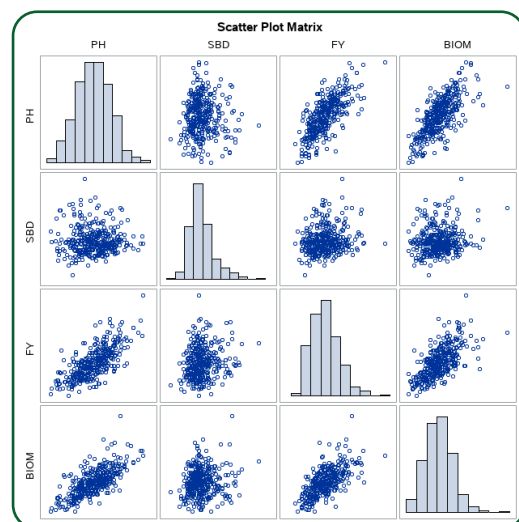 Scatter Plot Matrix
PH SBD FY BIOM
PH
SBD
FY
BIOM